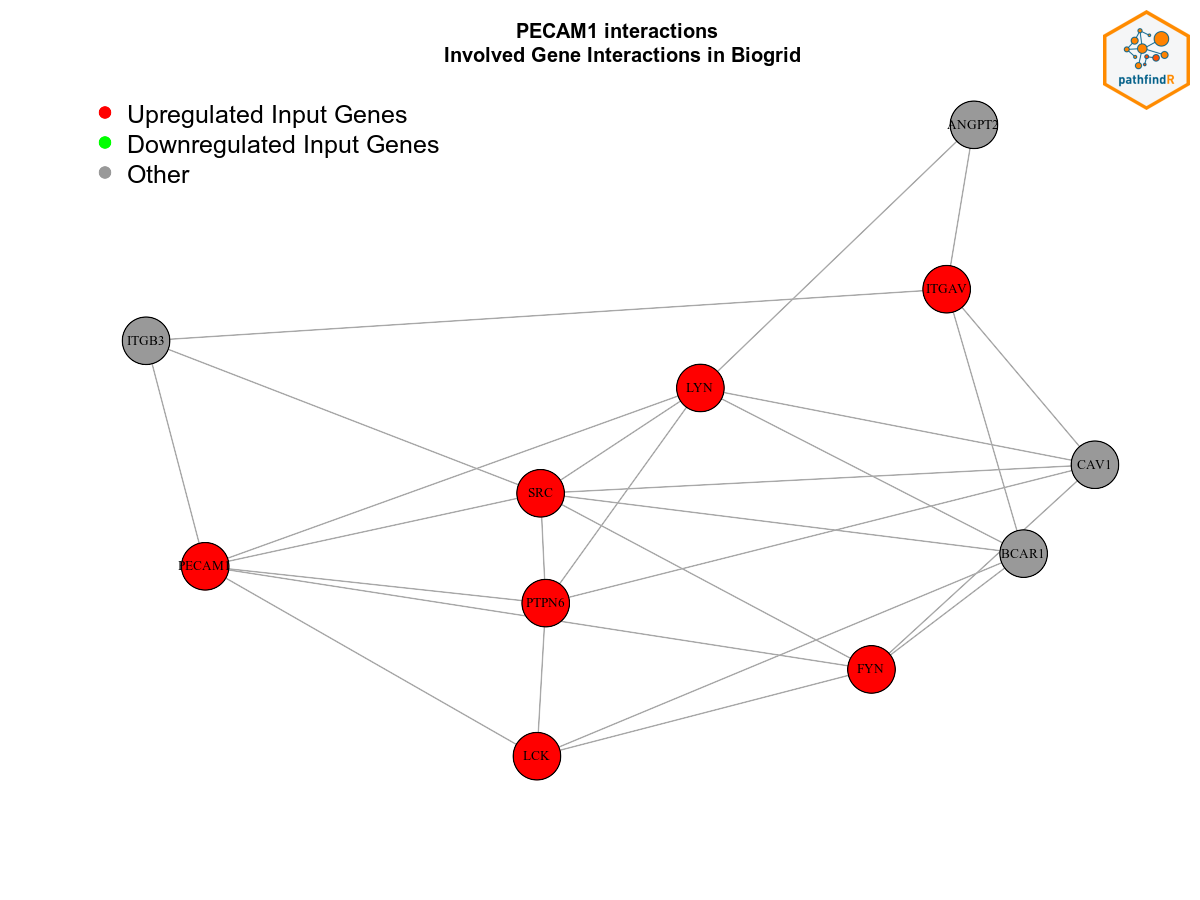 PECAM1 interactions
Involved Gene Interactions in Biogrid
pathfindR
Upregulated Input Genes
Downregulated Input Genes
Other
ANGPT2
ITGAV
ITGB3
LYN
CAV1
SRC
BCAR1
PECAM1
PTPN6
FYN
LCK